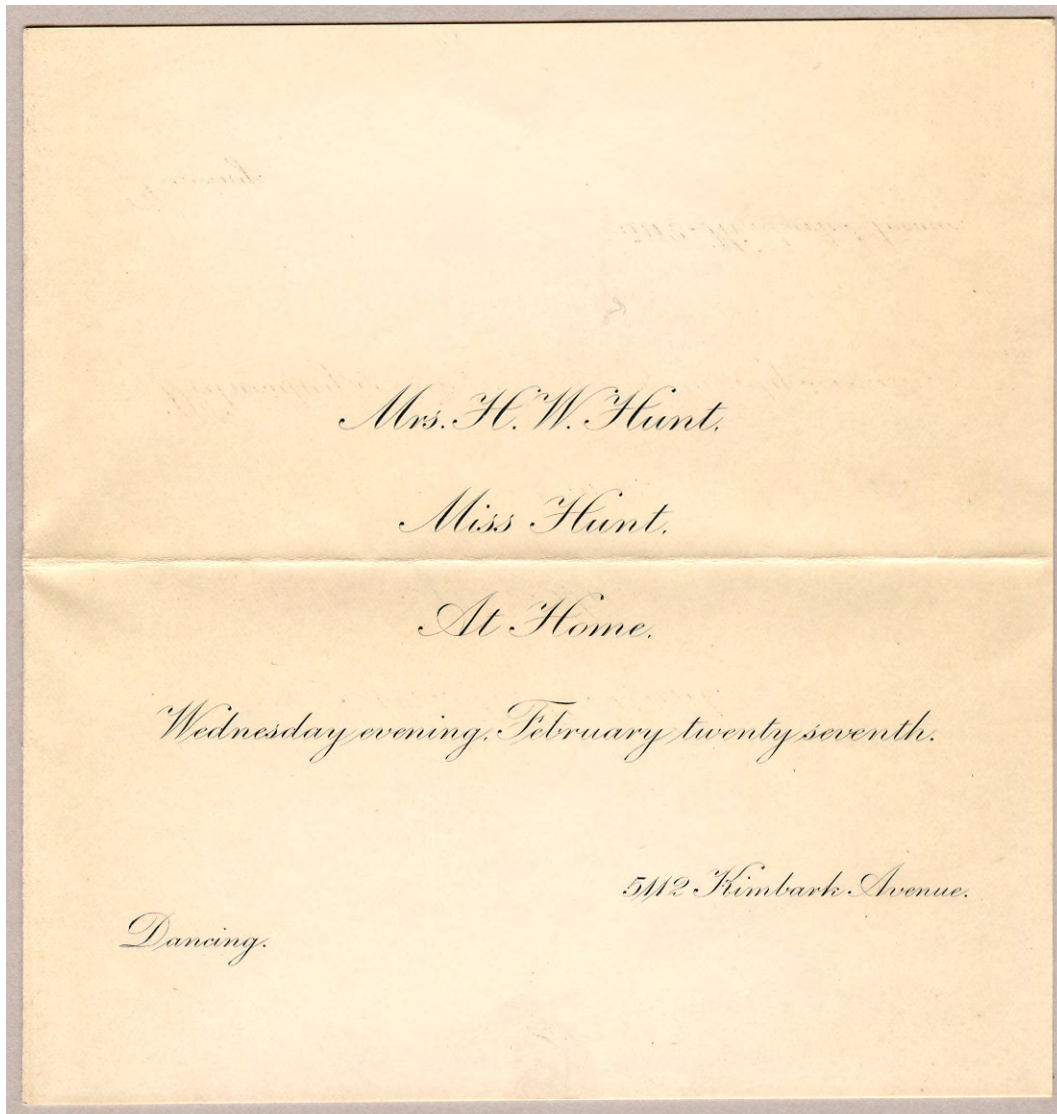 Mrs. H. W. Hunt.
Miss Hunt.
At Home.
Wednesday evening, February twenty seventh.
5112 Kimbark Avenue.
Dancing.